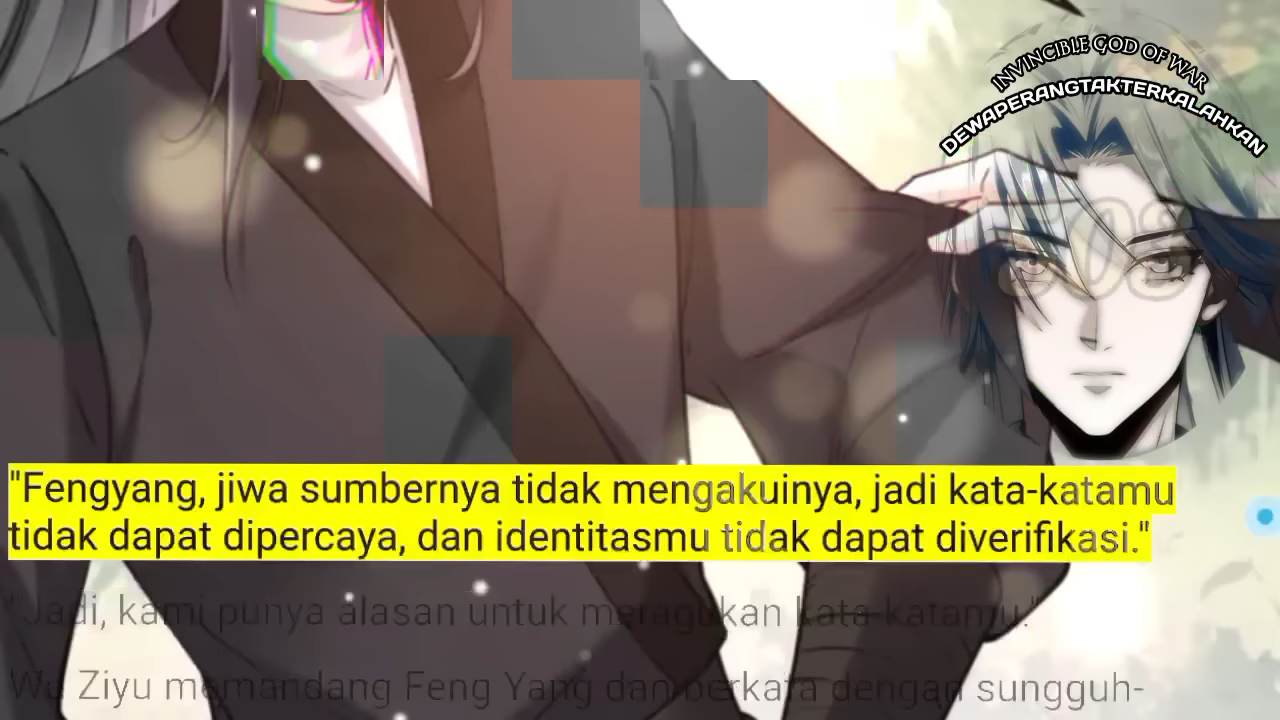 INVINCIBLE GOD OF WAR
DEWAPERANGTAKTERKALAHKAN
"Fengyang, jiwa sumbernya tidak mengakuinya, jadi kata-katamu
tidak dapat dipercaya, dan identitasmu tidak dapat diverifikasi."
"Jadi, kami punya alasan untuk meragukan kata-katamu."
Wu Ziyu memandang Feng Yang dan berkata dengan sungguh-